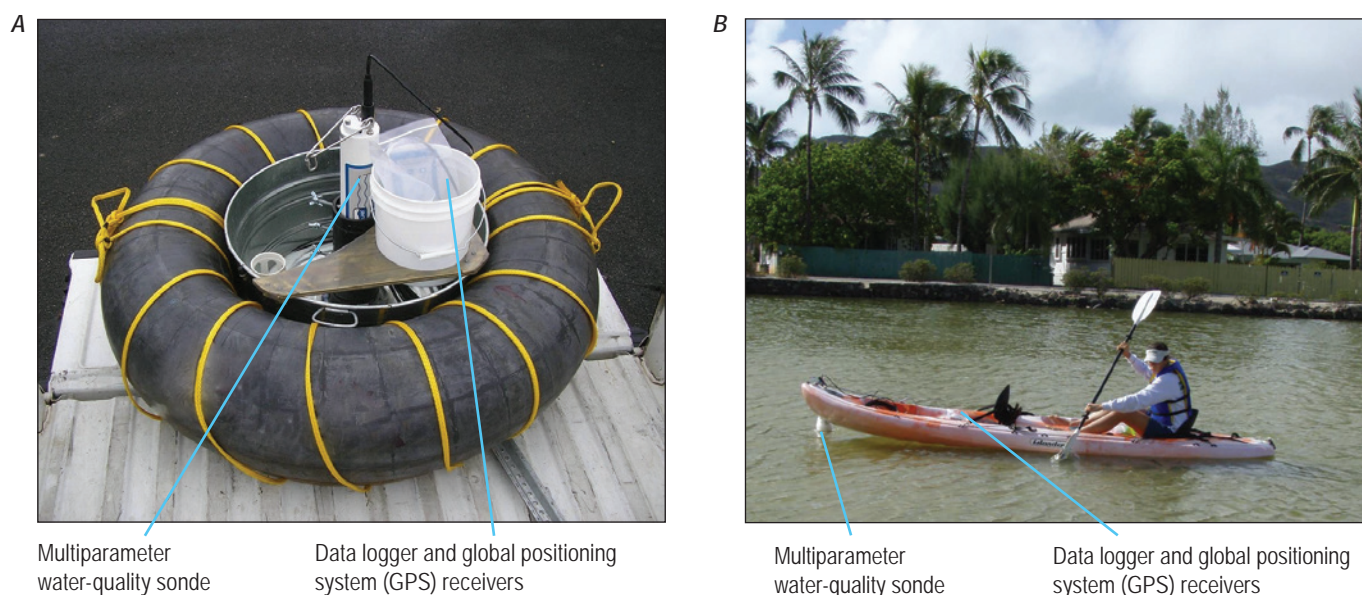 A
B
Multiparameter
water-quality sonde
Data logger and global positioning
system (GPS) receivers
Multiparameter
water-quality sonde
Data logger and global positioning
system (GPS) receivers